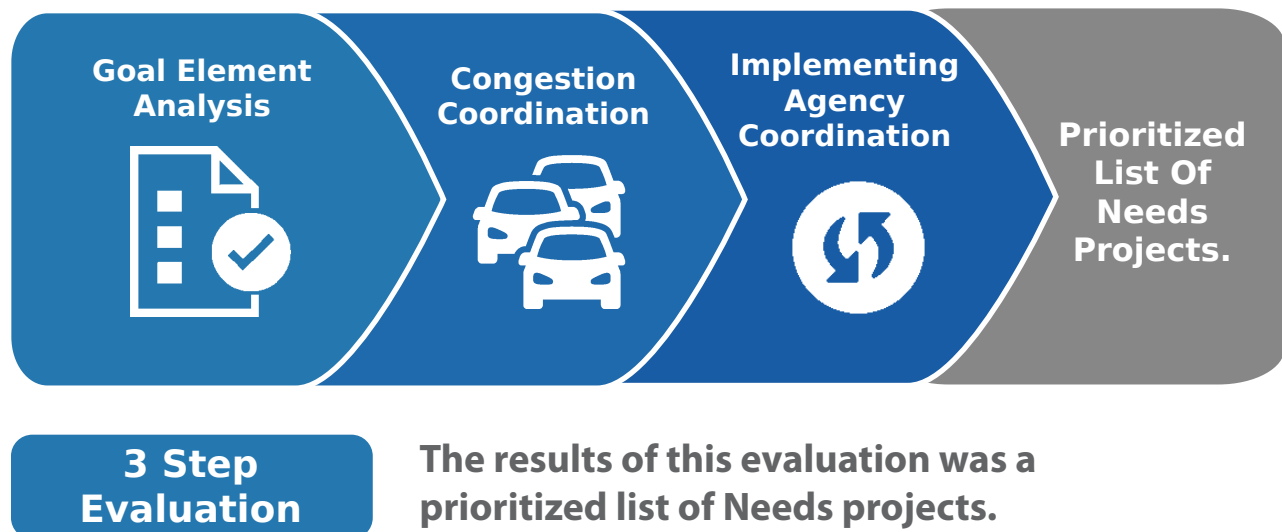 Goal Element
Analysis
Congestion
Coordination
Implementing
Agency
Coordination
Prioritized
List Of
Needs
Projects.
3 Step
Evaluation
The results of this evaluation was a
prioritized list of Needs projects.